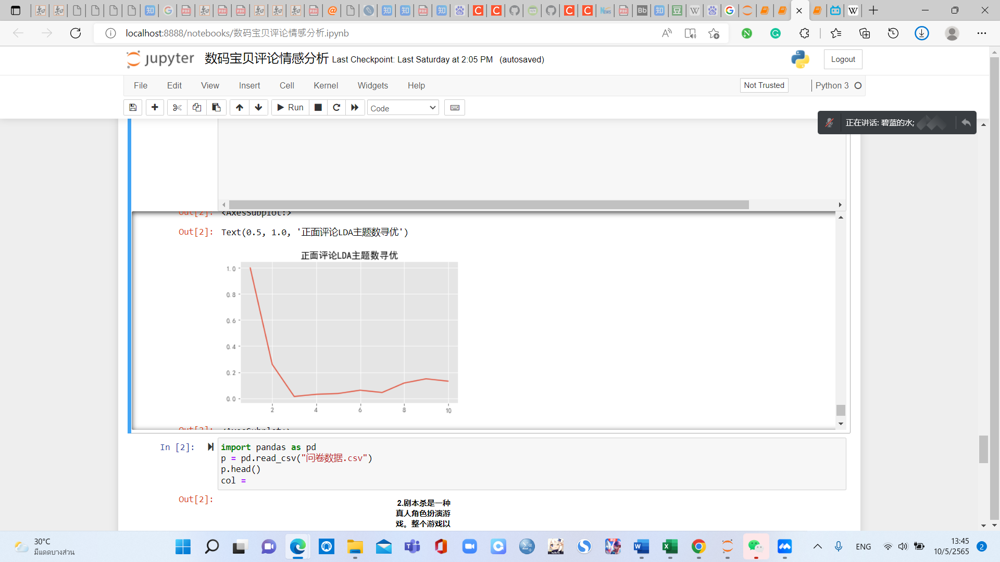 localhost:8888/notebooks/数码宝贝评论情感分析.ipynb
jupyter 数码宝贝评论情感分析 Last Checkpoint: Last Saturday at 2:05 PM (autosaved)
Logout
File Edit View Insert Cell Kernel Widgets Help
Not Trusted
Python 3
Run
Code
正在讲话: 碧蓝的水;
Out[2]: <AxesSubplot:>
Out[2]: Text(0.5, 1.0, '正面评论LDA主题数寻优')
正面评论LDA主题数寻优
1.0
0.8
0.6
0.4
0.2
0.0
2 4 6 8 10
Out[2]: <AxesSubplot:>
In [2]: import pandas as pd
p = pd.read_csv("问卷数据.csv")
p.head()
col =
Out[2]:
2.剧本杀是一种
真人角色扮演游
戏。整个游戏以
30°C
มีแดดบางส่วน
ENG
13:45
10/5/2565
2